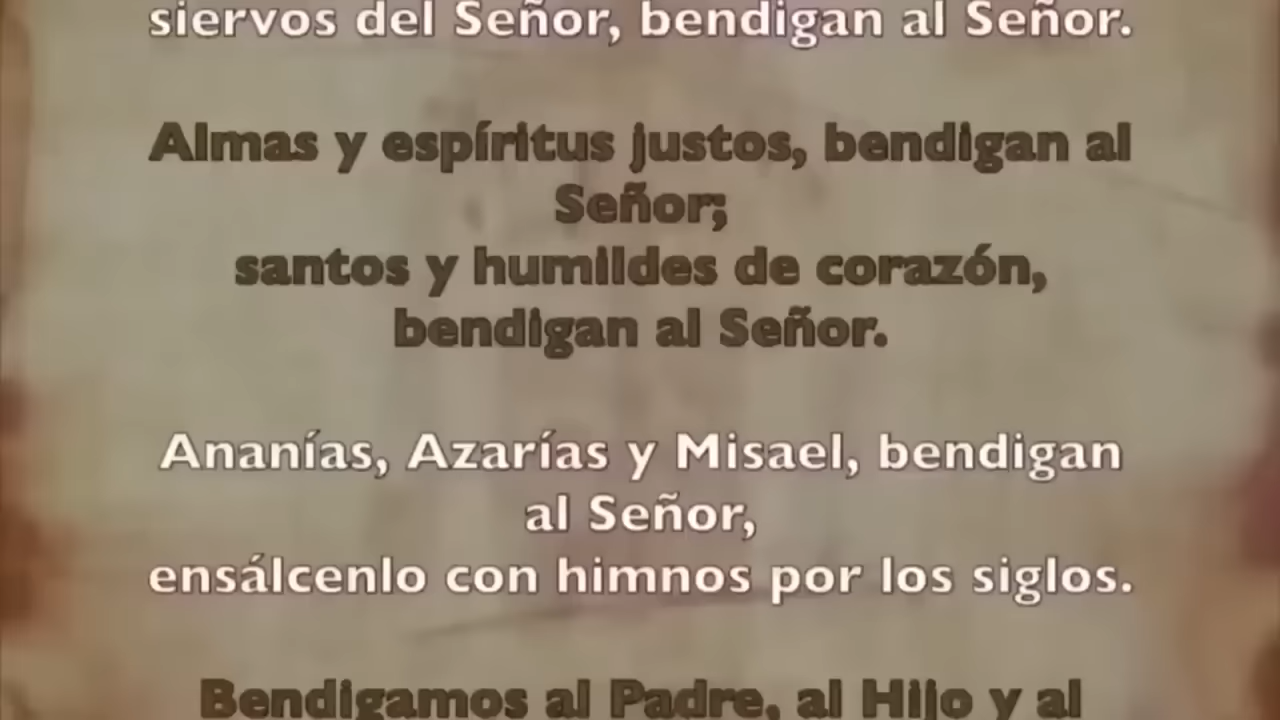 siervos del Señor, bendigan al Señor.
Almas y espíritus justos, bendigan al
Señor;
santos y humildes de corazón,
bendigan al Señor.
Ananías, Azarías y Misael, bendigan
al Señor,
ensálcenlo con himnos por los siglos.
Bendigamos al Padre, al Hijo y al